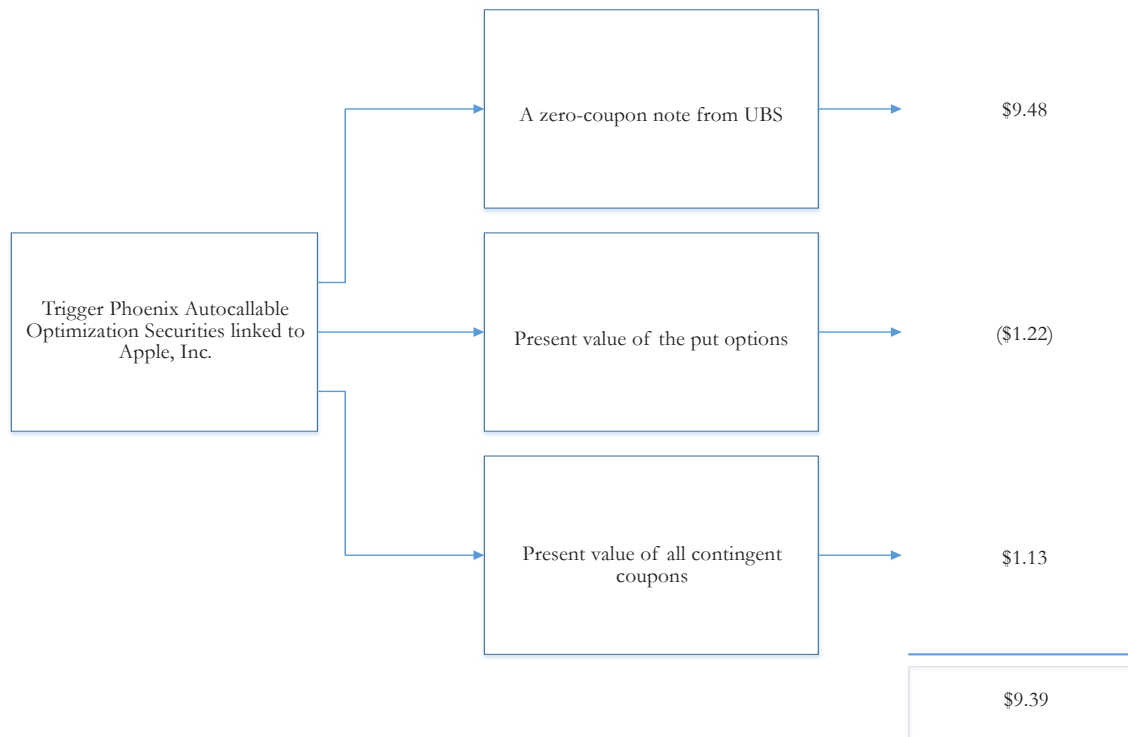 A zero-coupon note from UBS
$9.48
Trigger Phoenix Autocallable
Optimization Securities linked to
Apple, Inc.
Present value of the put options
($1.22)
Present value of all contingent
coupons
$1.13
$9.39